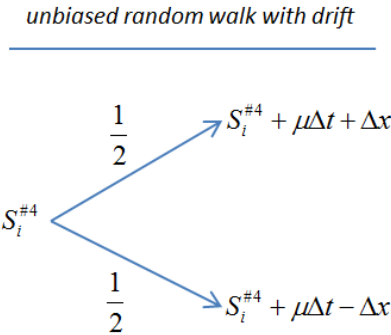 unbiased random walk with drift
1
2
S_i^{#4} + μΔt + Δx
S_i^{#4}
1
2
S_i^{#4} + μΔt − Δx